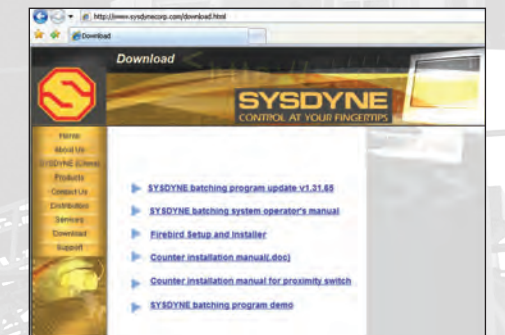 http://www.sysdynecorp.com/download.html
Download
Download
SYSDYNE
CONTROL AT YOUR FINGERTIPS
Home
About Us
SYSDYNE (China)
Products
Contact Us
Distributors
Services
Download
Support
SYSDYNE batching program update v1.31.65
SYSDYNE batching system operator's manual
Firebird Setup and Installer
Counter installation manual(.doc)
Counter installation manual for proximity switch
SYSDYNE batching program demo